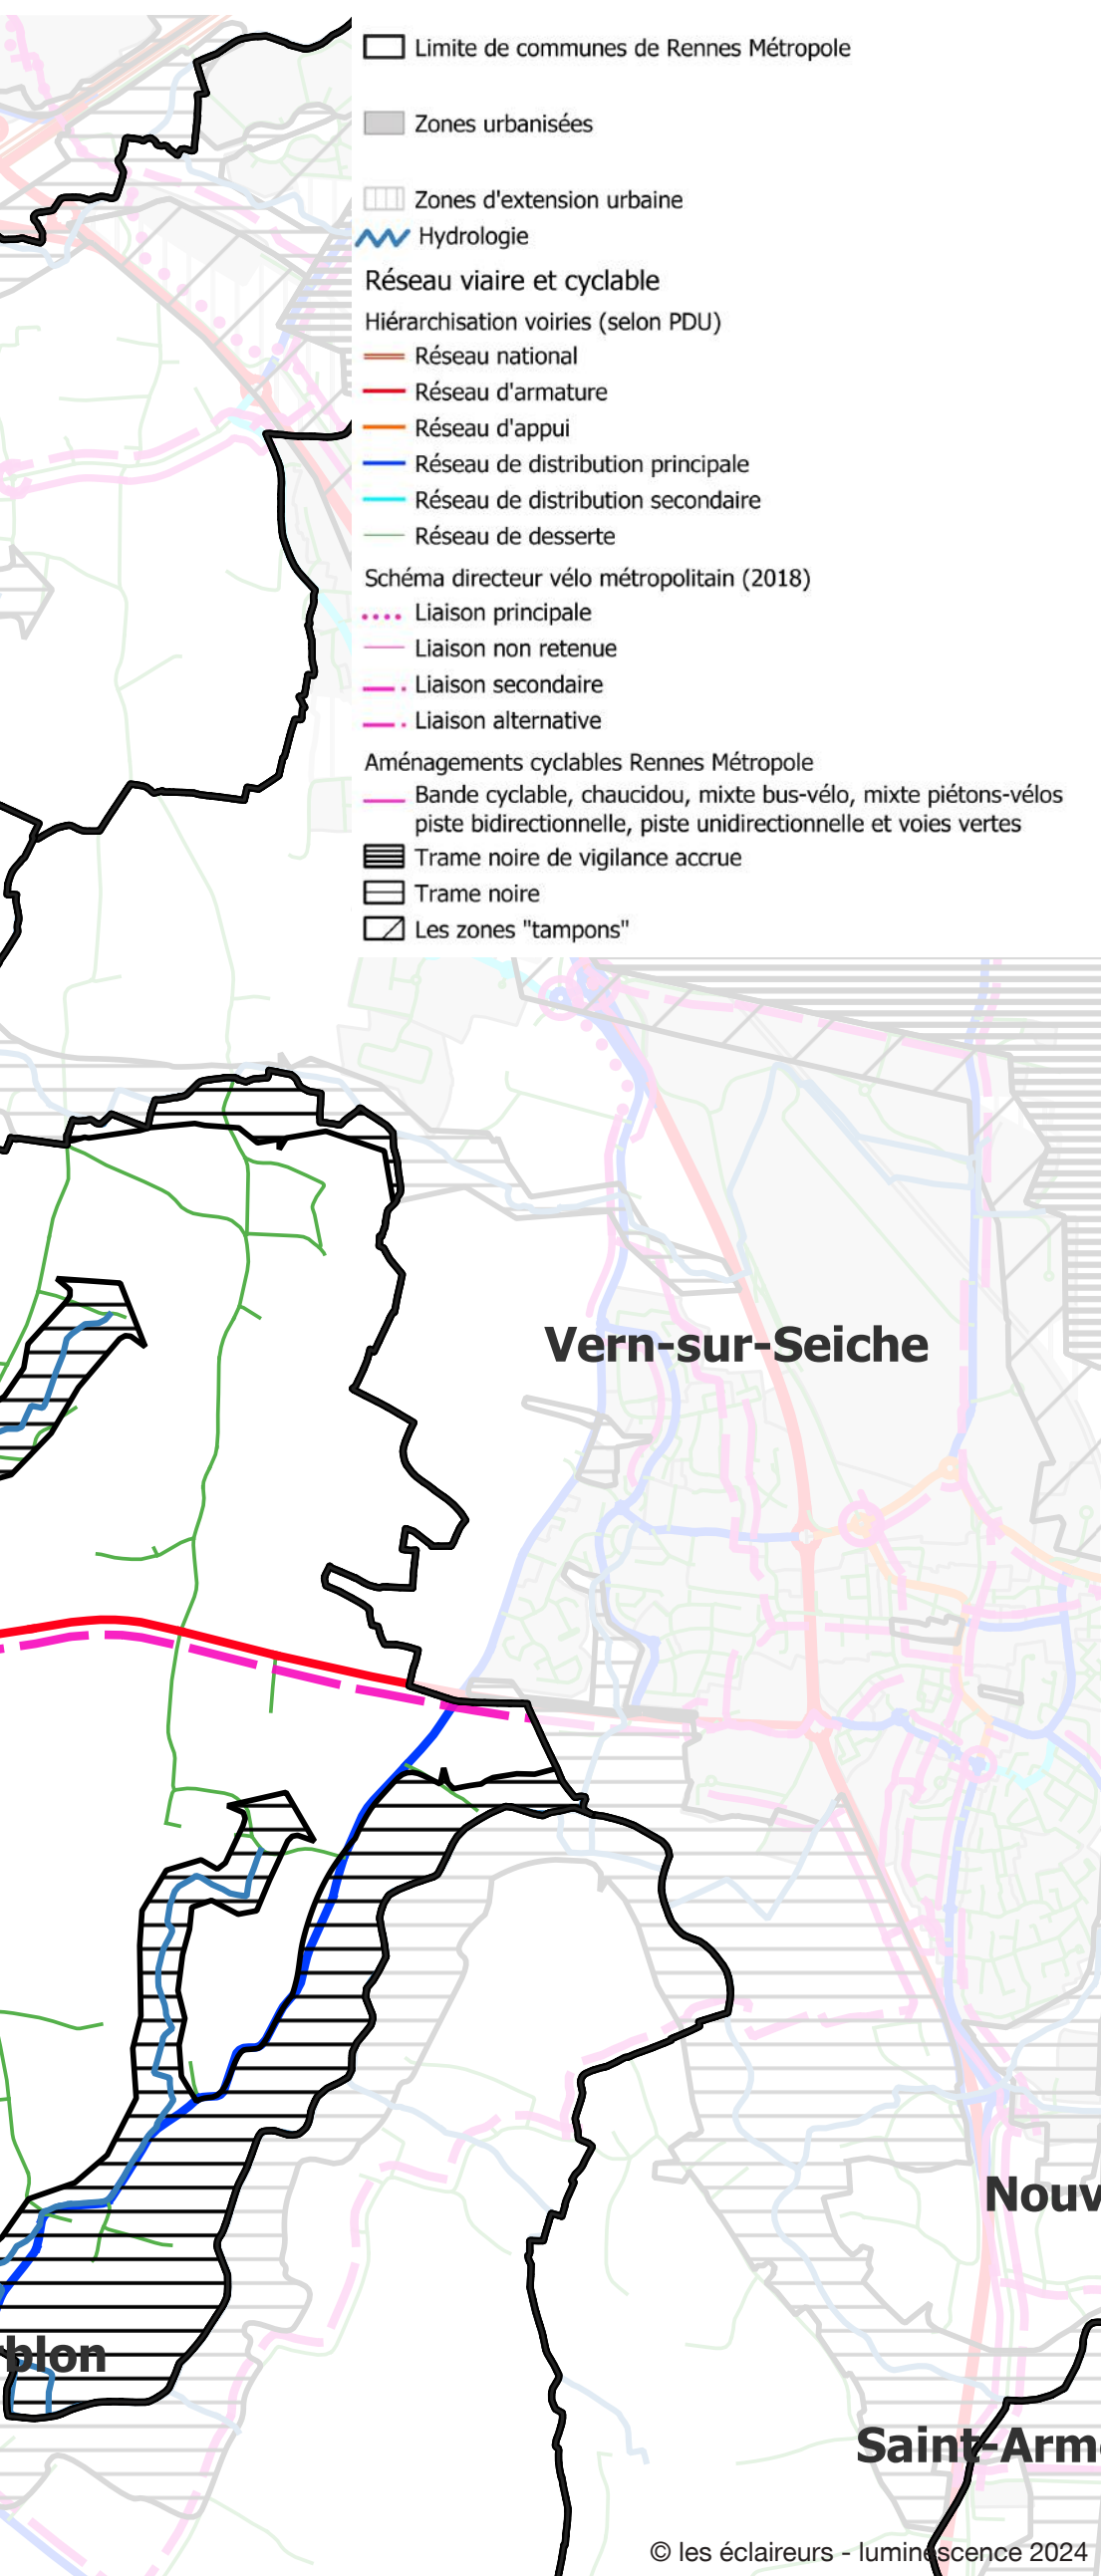 Limite de communes de Rennes Métropole
Zones urbanisées
Zones d'extension urbaine
Hydrologie
Réseau viaire et cyclable
Hiérarchisation voiries (selon PDU)
Réseau national
Réseau d'armature
Réseau d'appui
Réseau de distribution principale
Réseau de distribution secondaire
Réseau de desserte
Schéma directeur vélo métropolitain (2018)
Liaison principale
Liaison non retenue
Liaison secondaire
Liaison alternative
Aménagements cyclables Rennes Métropole
Bande cyclable, chaucidou, mixte bus-vélo, mixte piétons-vélos
piste bidirectionnelle, piste unidirectionnelle et voies vertes
Trame noire de vigilance accrue
Trame noire
Les zones "tampons"
Vern-sur-Seiche
Nouv
blon
Saint-Arm
© les éclaireurs - luminescence 2024